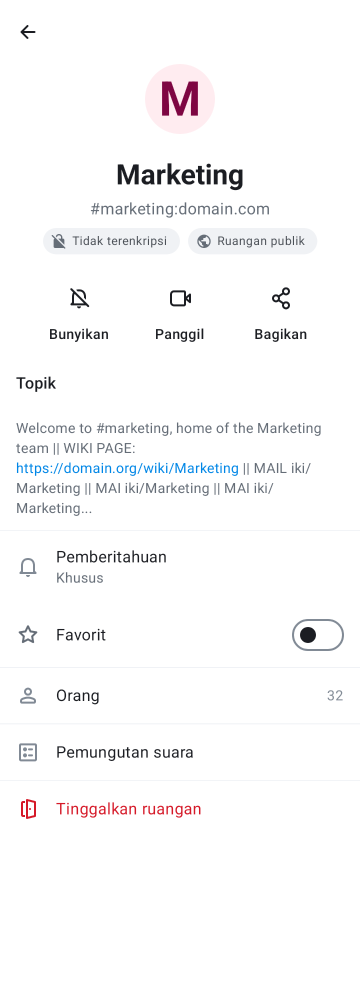 M
Marketing
#marketing:domain.com
Tidak terenkripsi
Ruangan publik
Bunyikan
Panggil
Bagikan
Topik
Welcome to #marketing, home of the Marketing
team || WIKI PAGE:
https://domain.org/wiki/Marketing || MAIL iki/
Marketing || MAI iki/Marketing || MAI iki/
Marketing...
Pemberitahuan
Khusus
Favorit
Orang
32
Pemungutan suara
Tinggalkan ruangan